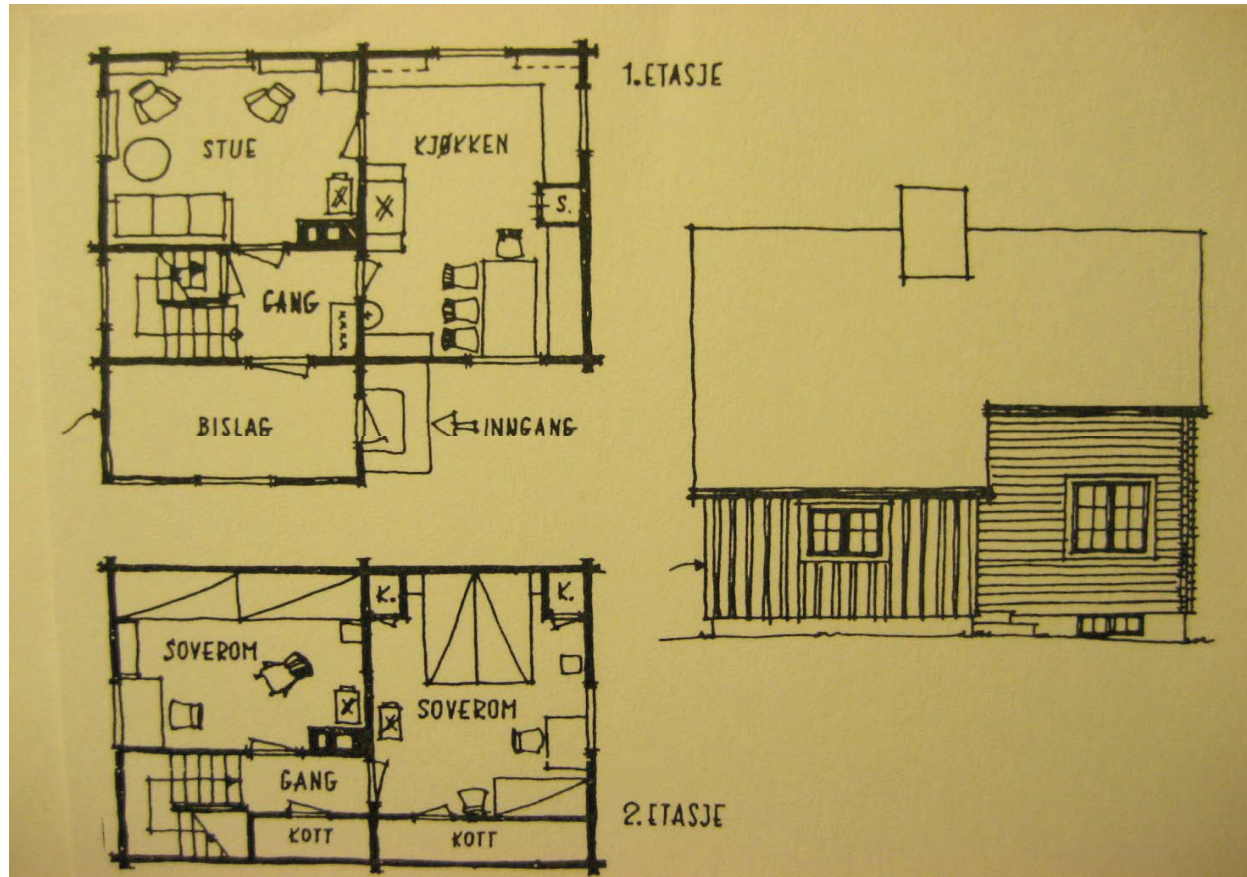 1. ETASJE
STUE
KJØKKEN
S.
GANG
BISLAG
INNGANG
K.
K.
SOVEROM
SOVEROM
GANG
KOTT
KOTT
2. ETASJE